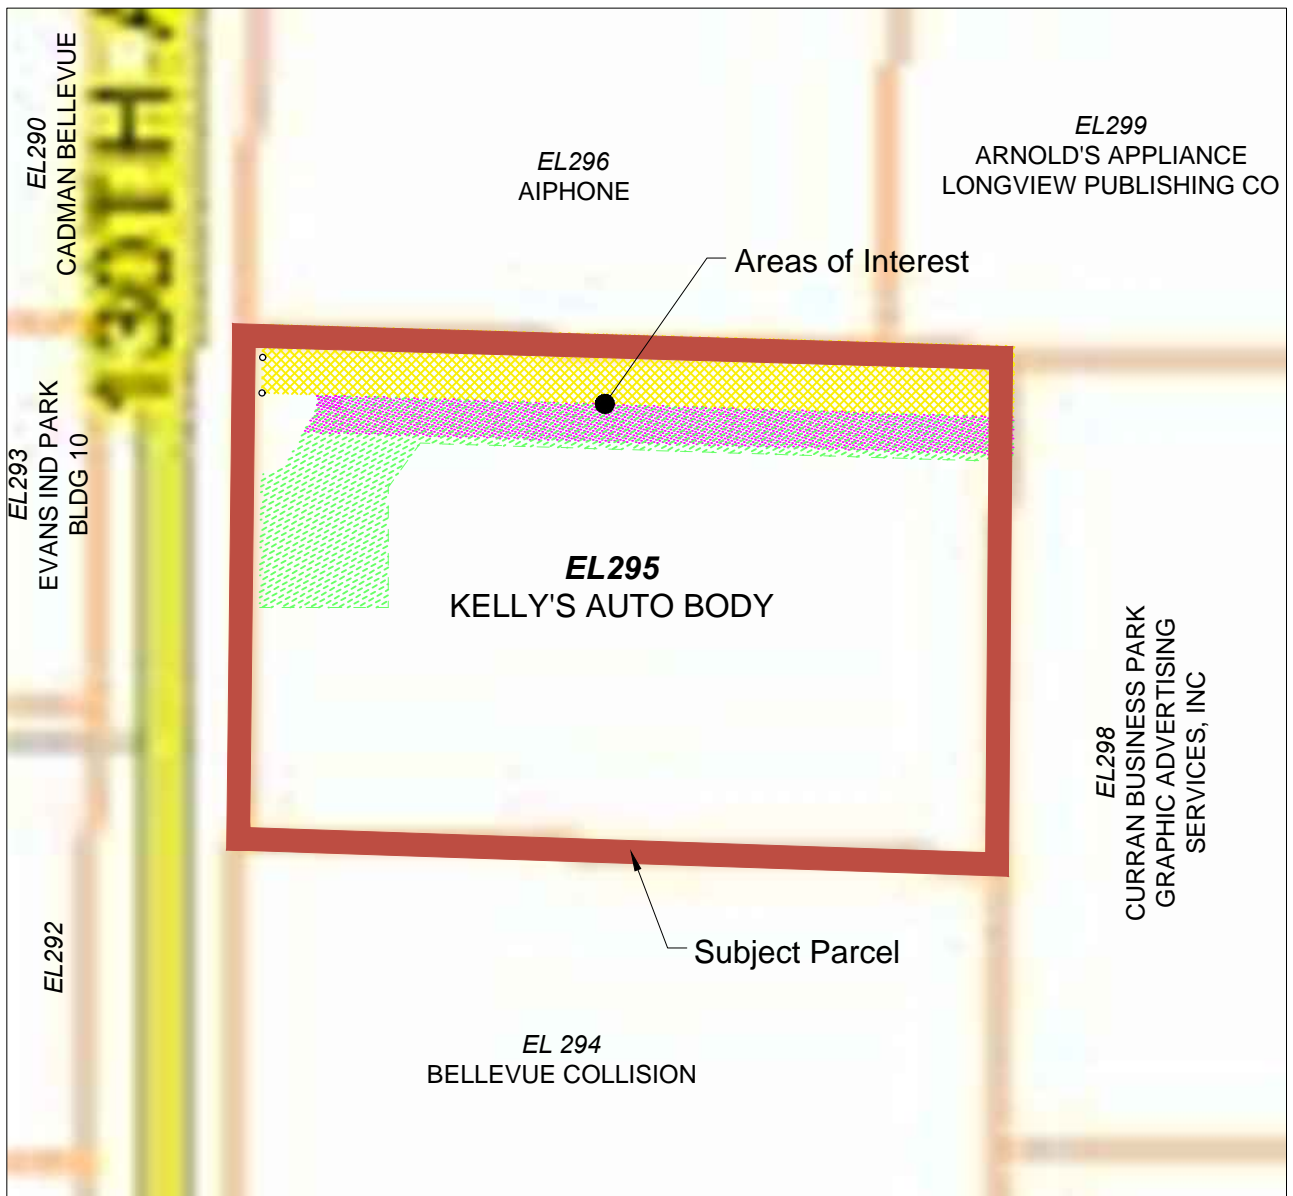 EL290
CADMAN BELLEVUE
130TH A
EL296
AIPHONE
EL299
ARNOLD'S APPLIANCE
LONGVIEW PUBLISHING CO
Areas of Interest
EL293
EVANS IND PARK
BLDG 10
EL295
KELLY'S AUTO BODY
EL298
CURRAN BUSINESS PARK
GRAPHIC ADVERTISING
SERVICES, INC
Subject Parcel
EL292
EL 294
BELLEVUE COLLISION